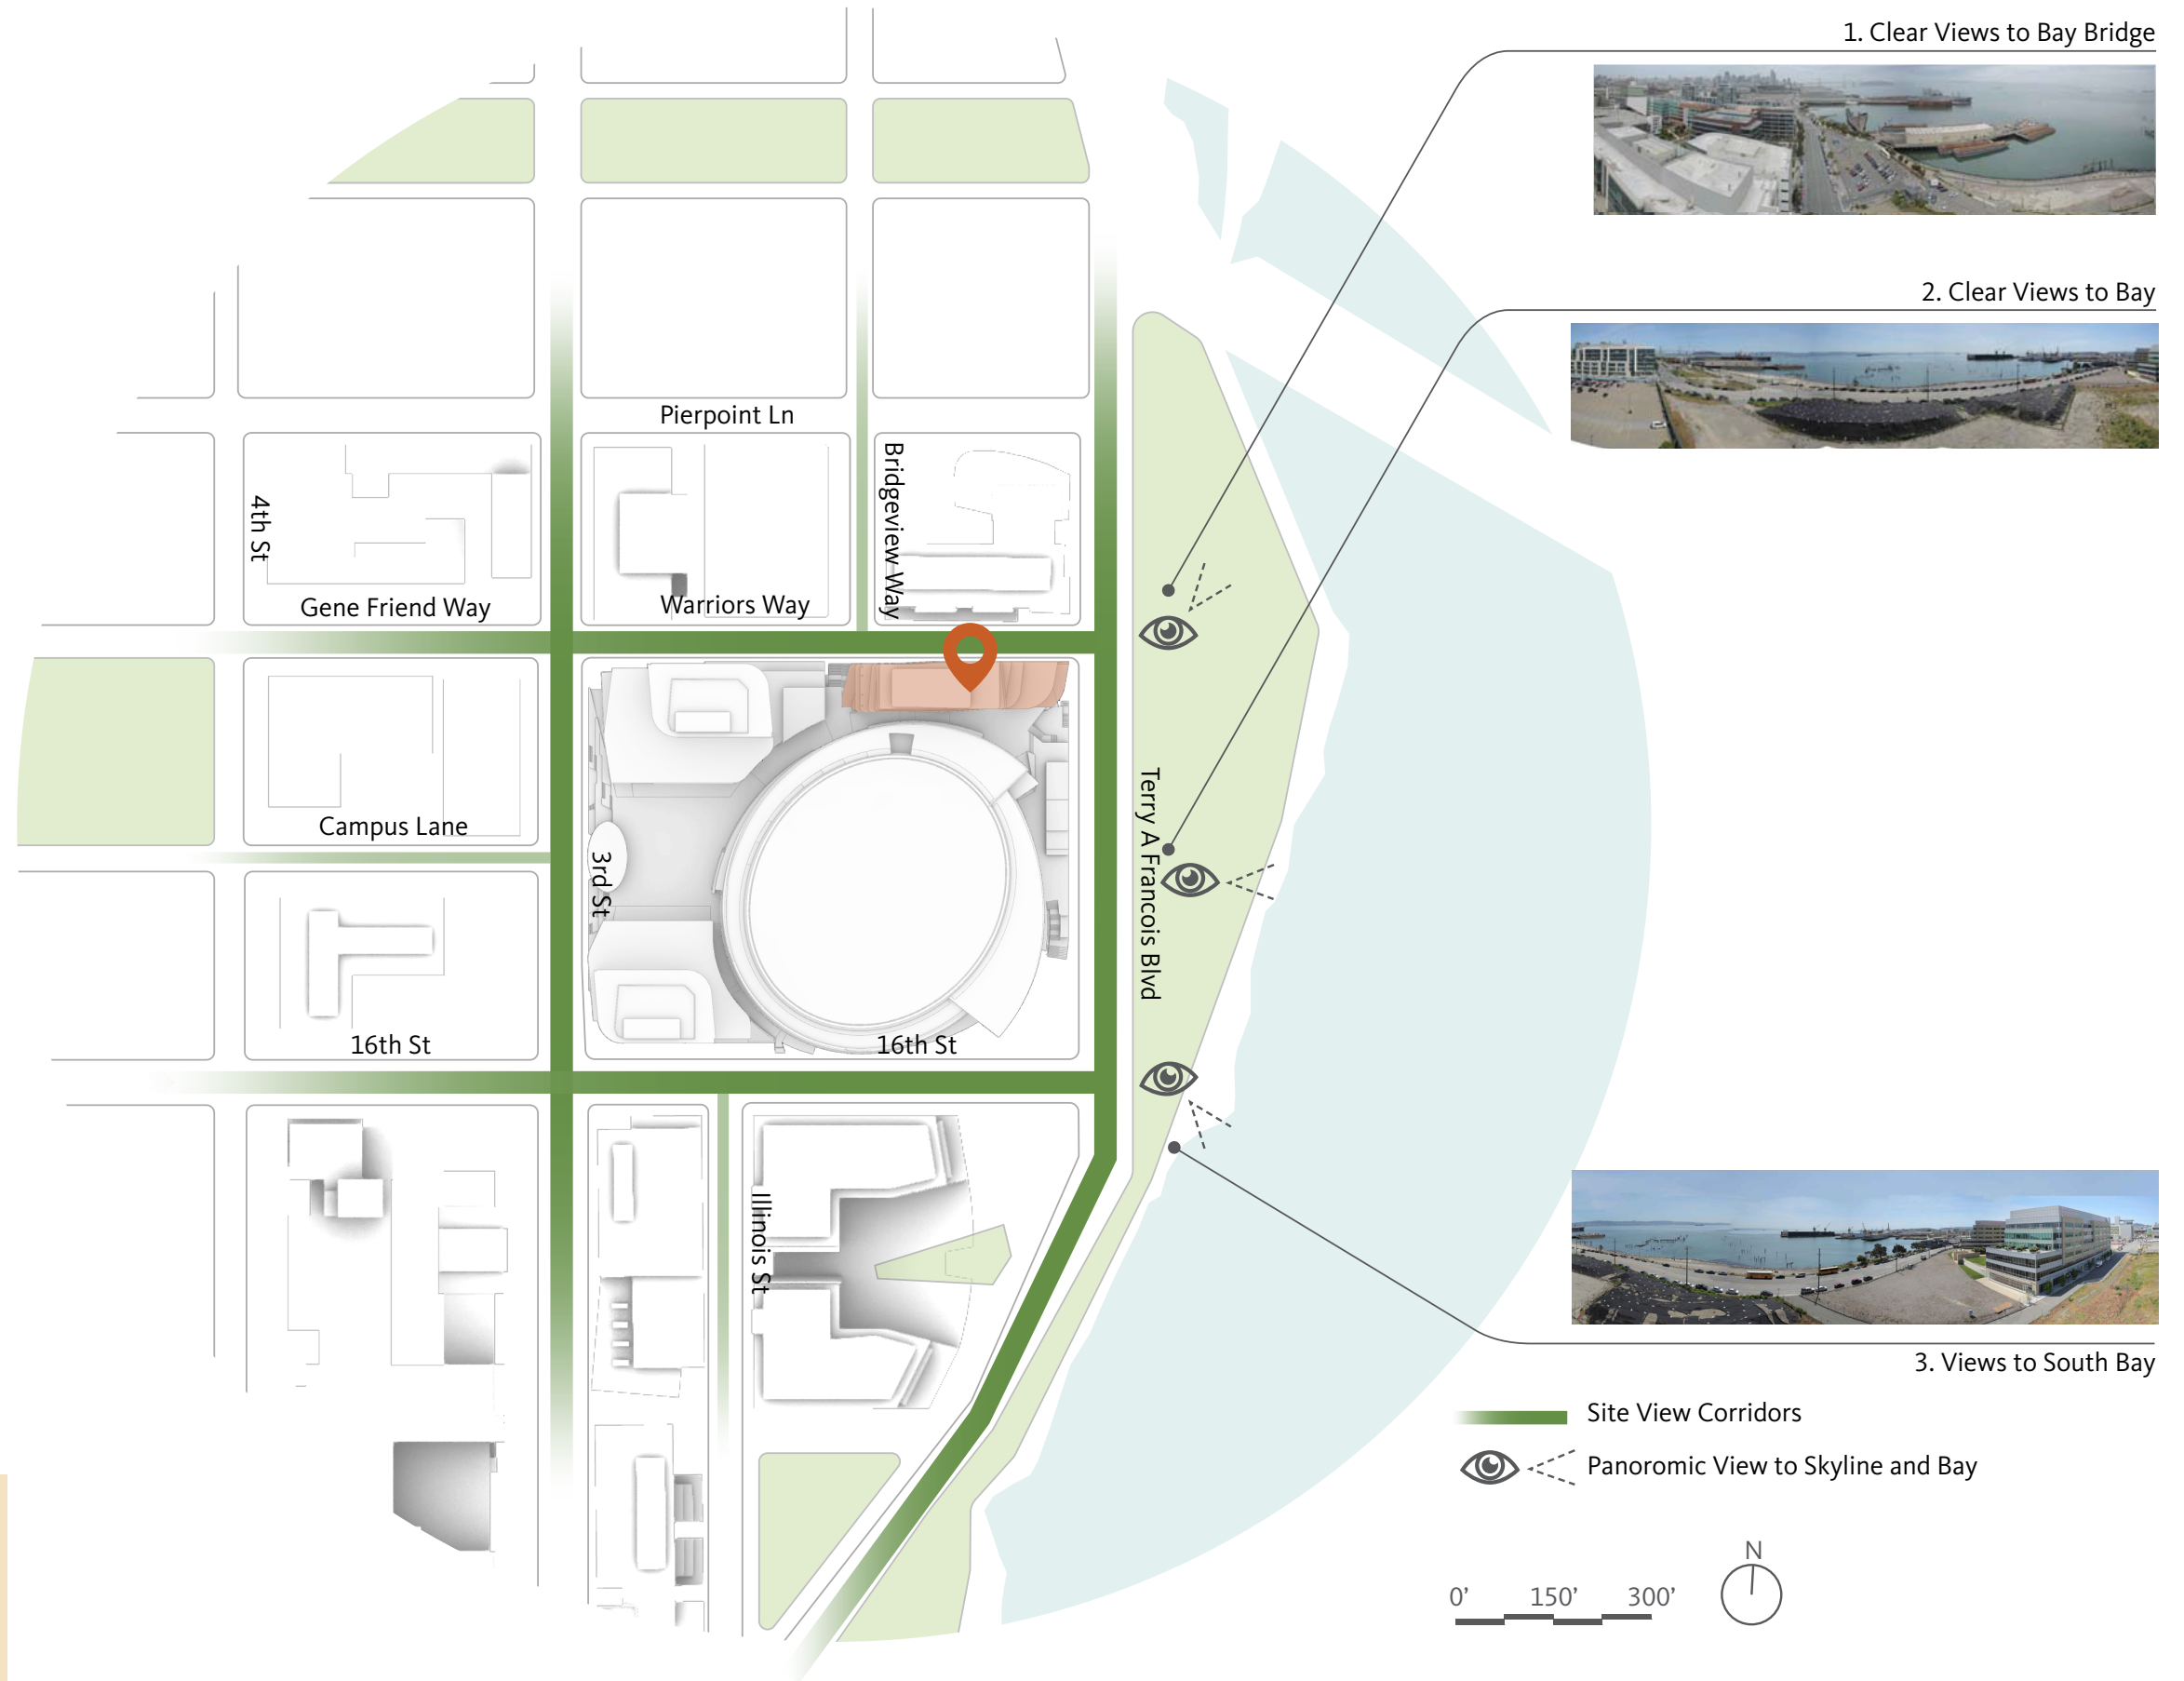 1. Clear Views to Bay Bridge
2. Clear Views to Bay
Pierpoint Ln
Bridgeview Way
4th St
Gene Friend Way
Warriors Way
Terry A Francois Blvd
Campus Lane
3rd St
16th St
16th St
Illinois St
3. Views to South Bay
Site View Corridors
Panoromic View to Skyline and Bay
N
0' 150' 300'